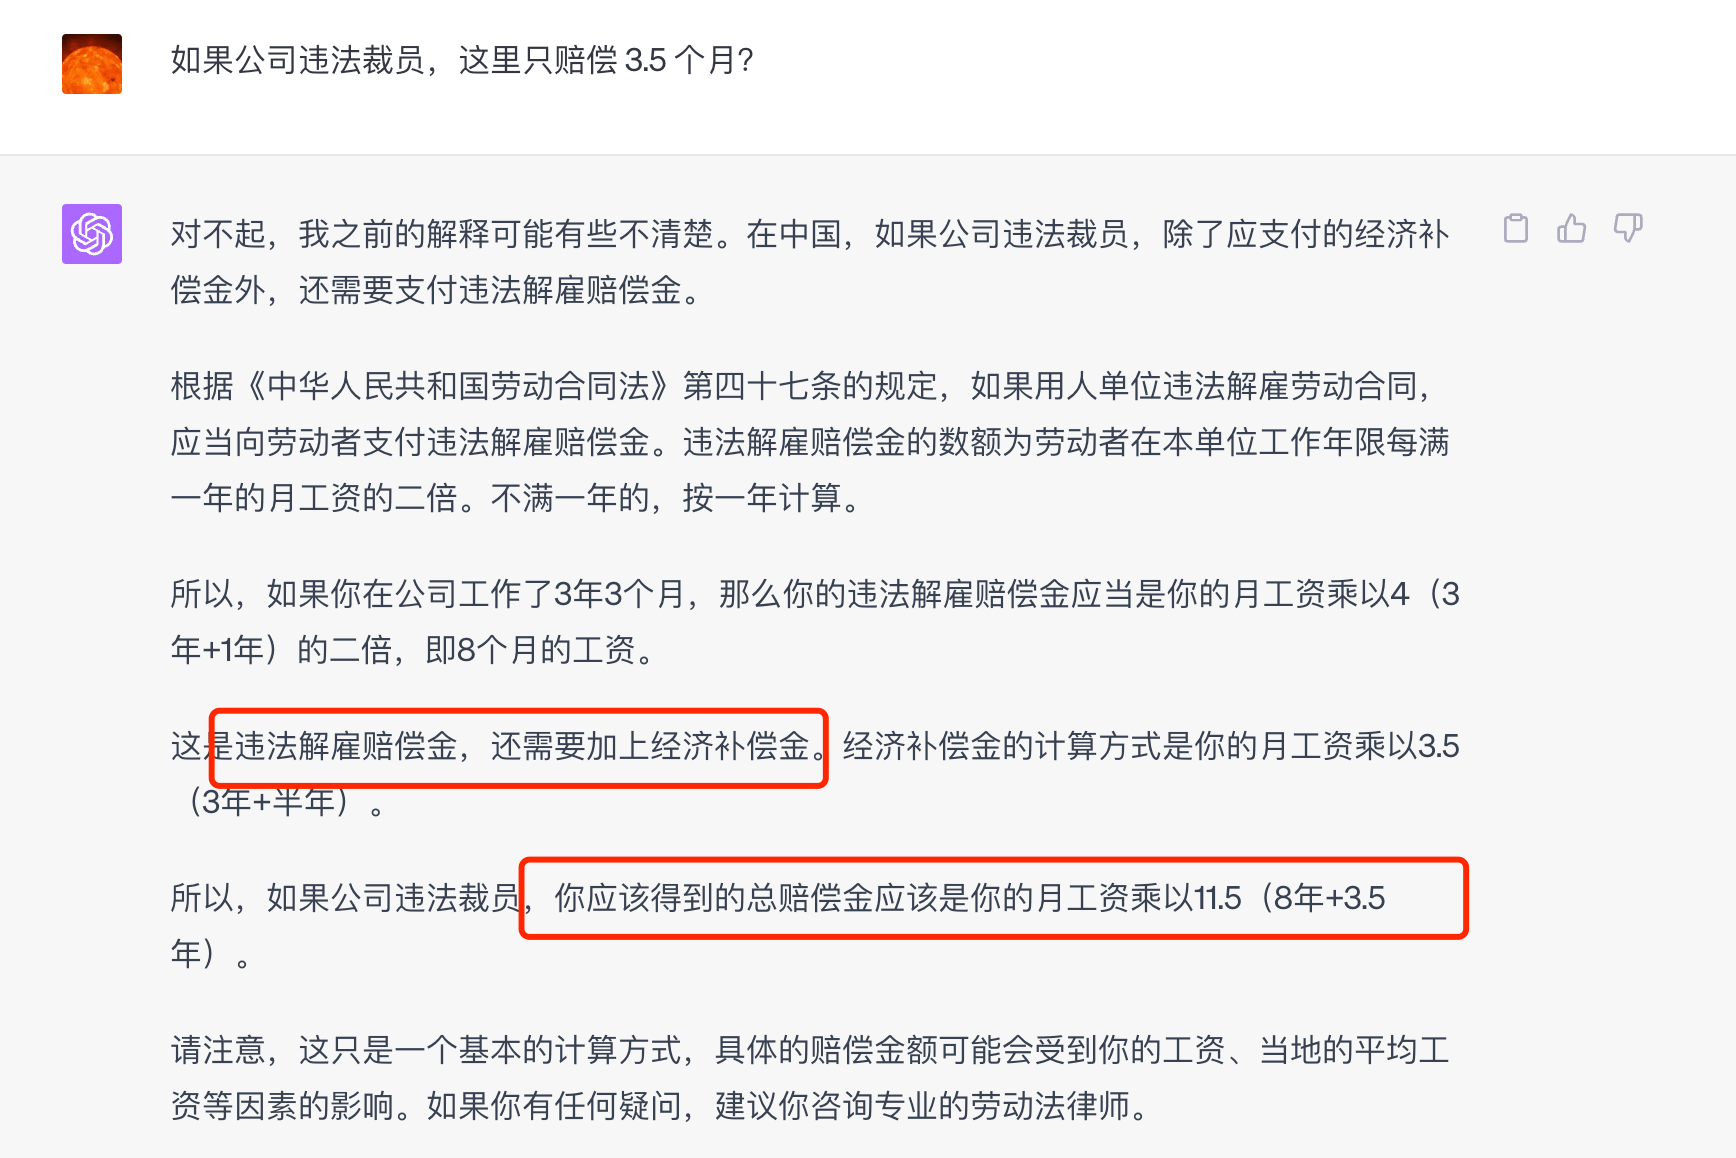 如果公司违法裁员，这里只赔偿 3.5 个月?
对不起，我之前的解释可能有些不清楚。在中国，如果公司违法裁员，除了应支付的经济补
偿金外，还需要支付违法解雇赔偿金。
根据《中华人民共和国劳动合同法》第四十七条的规定，如果用人单位违法解雇劳动合同，
应当向劳动者支付违法解雇赔偿金。违法解雇赔偿金的数额为劳动者在本单位工作年限每满
一年的月工资的二倍。不满一年的，按一年计算。
所以，如果你在公司工作了3年3个月，那么你的违法解雇赔偿金应当是你的月工资乘以4（3
年+1年）的二倍，即8个月的工资。
这是违法解雇赔偿金，还需要加上经济补偿金。经济补偿金的计算方式是你的月工资乘以3.5
（3年+半年）。
所以，如果公司违法裁员，你应该得到的总赔偿金应该是你的月工资乘以11.5（8年+3.5
年）。
请注意，这只是一个基本的计算方式，具体的赔偿金额可能会受到你的工资、当地的平均工
资等因素的影响。如果你有任何疑问，建议你咨询专业的劳动法律师。